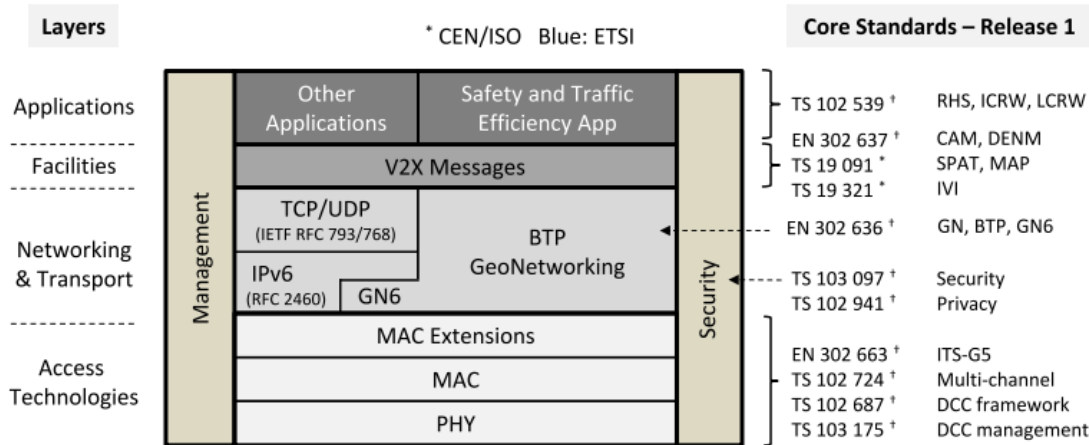 Layers
* CEN/ISO Blue: ETSI
Core Standards – Release 1
Applications
Facilities
Networking
& Transport
Access
Technologies
Management
Other
Applications
Safety and Traffic
Efficiency App
V2X Messages
TCP/UDP
(IETF RFC 793/768)
IPv6
(RFC 2460)
GN6
BTP
GeoNetworking
MAC Extensions
MAC
PHY
Security
TS 102 539 † RHS, ICRW, LCRW
EN 302 637 † CAM, DENM
TS 19 091 * SPAT, MAP
TS 19 321 * IVI
EN 302 636 † GN, BTP, GN6
TS 103 097 † Security
TS 102 941 † Privacy
EN 302 663 † ITS-G5
TS 102 724 † Multi-channel
TS 102 687 † DCC framework
TS 103 175 † DCC management